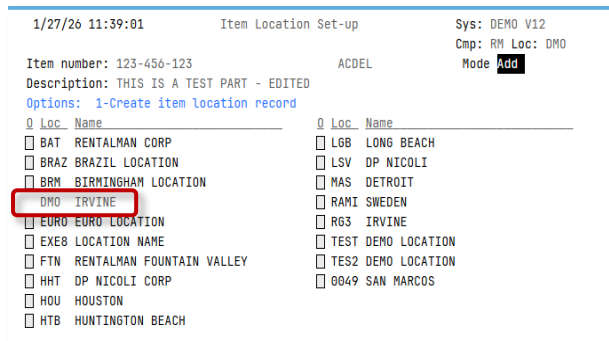 1/27/26 11:39:01 Item Location Set-up Sys: DEMO V12
Cmp: RM Loc: DMO
Item number: 123-456-123 ACDEL Mode Add
Description: THIS IS A TEST PART - EDITED
Options: 1-Create item location record
O Loc Name O Loc Name
BAT RENTALMAN CORP LGB LONG BEACH
BRAZ BRAZIL LOCATION LSV DP NICOLI
BRM BIRMINGHAM LOCATION MAS DETROIT
DMO IRVINE RAMI SWEDEN
EURO EURO LOCATION RG3 IRVINE
EXE8 LOCATION NAME TEST DEMO LOCATION
FTN RENTALMAN FOUNTAIN VALLEY TES2 DEMO LOCATION
HHT DP NICOLI CORP 0049 SAN MARCOS
HOU HOUSTON
HTB HUNTINGTON BEACH